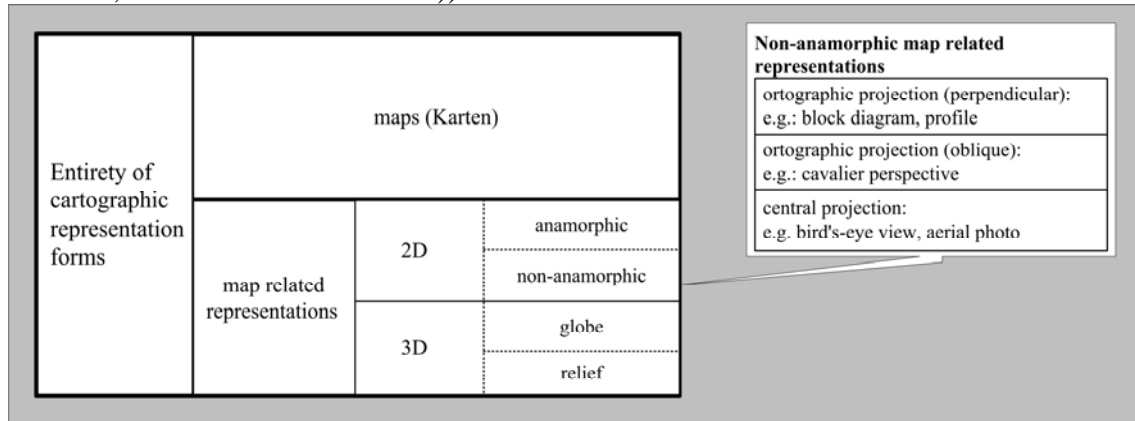 Entirety of
cartographic
representation
forms
maps (Karten)
map related
representations
2D
anamorphic
non-anamorphic
3D
globe
relief
Non-anamorphic map related
representations
ortographic projection (perpendicular):
e.g.: block diagram, profile
ortographic projection (oblique):
e.g.: cavalier perspective
central projection:
e.g. bird's-eye view, aerial photo